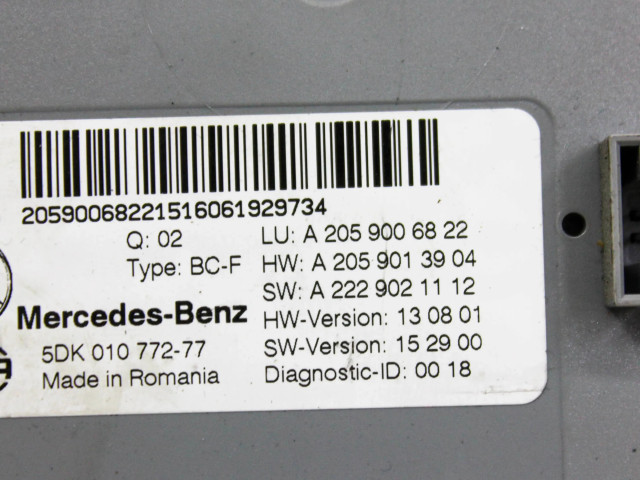 20590068221516061929734
Q: 02 LU: A 205 900 68 22
Type: BC-F HW: A 205 901 39 04
SW: A 222 902 11 12
Mercedes-Benz HW-Version: 13 08 01
5DK 010 772-77 SW-Version: 15 29 00
Made in Romania Diagnostic-ID: 00 18